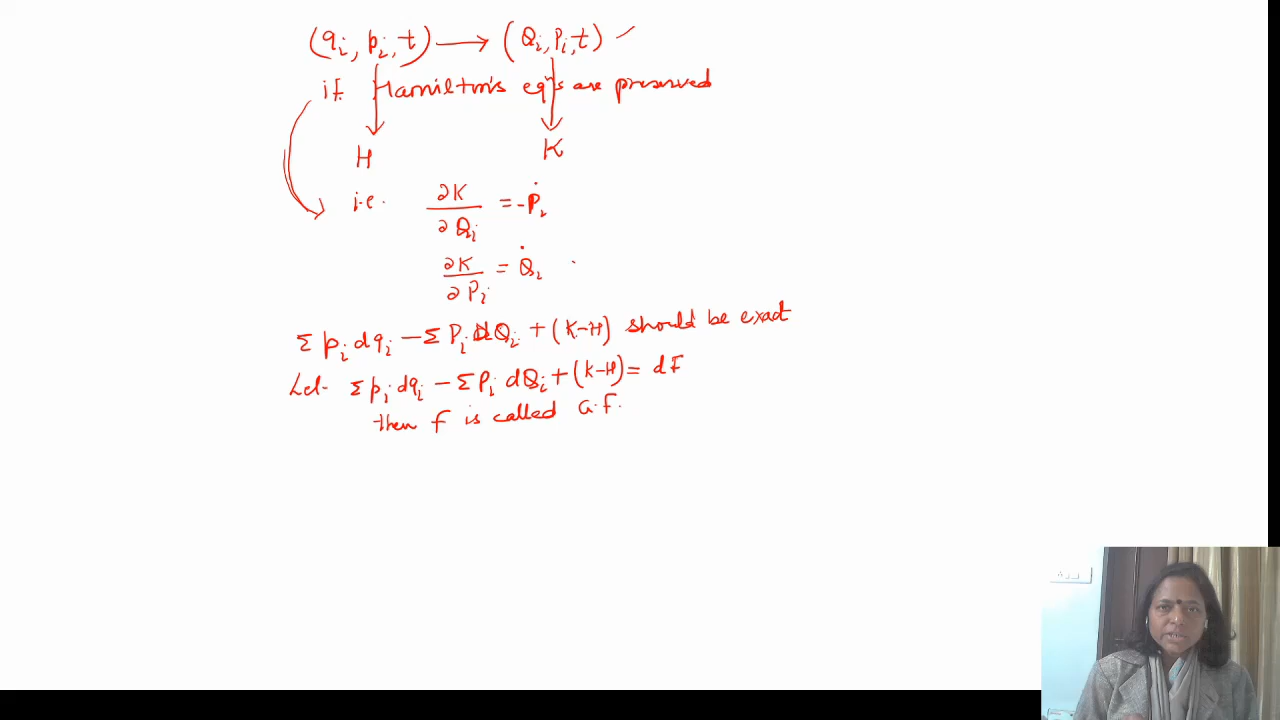 (qi, pi, t) → (Qi, Pi, t)
if Hamilton's eqns are preserved
H K
i.e. ∂K/∂Qi = -Ṗi
∂K/∂Pi = Q̇i
Σ pi dqi - Σ Pi dQi + (K-H) should be exact
Let Σ pi dqi - Σ Pi dQi + (K-H) = dF
then F is called G.F.